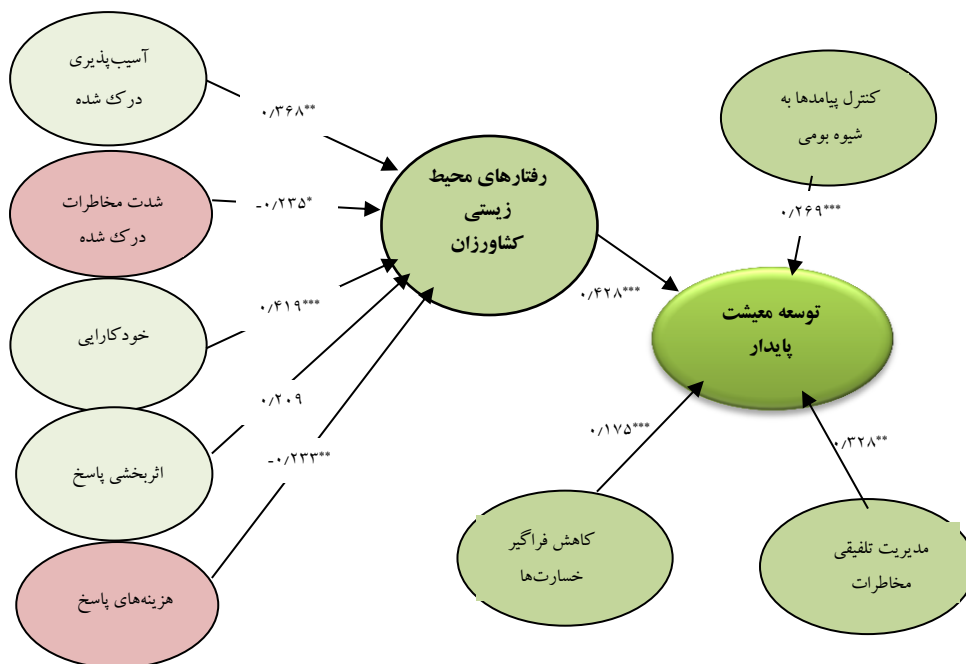 آسیب‌پذیری
درک شده
۰/۳۶۸**
شدت مخاطرات
درک شده
-۰/۲۳۵*
خودکارایی
۰/۴۱۹***
اثربخشی پاسخ
۰/۲۰۹
هزینه‌های پاسخ
-۰/۲۳۳**
رفتارهای محیط
زیستی
کشاورزان
۰/۴۲۸***
کنترل پیامدها به
شیوه بومی
۰/۲۶۹***
توسعه معیشت
پایدار
۰/۱۷۵***
کاهش فراگیر
خسارت‌ها
۰/۳۲۸**
مدیریت تلفیقی
مخاطرات